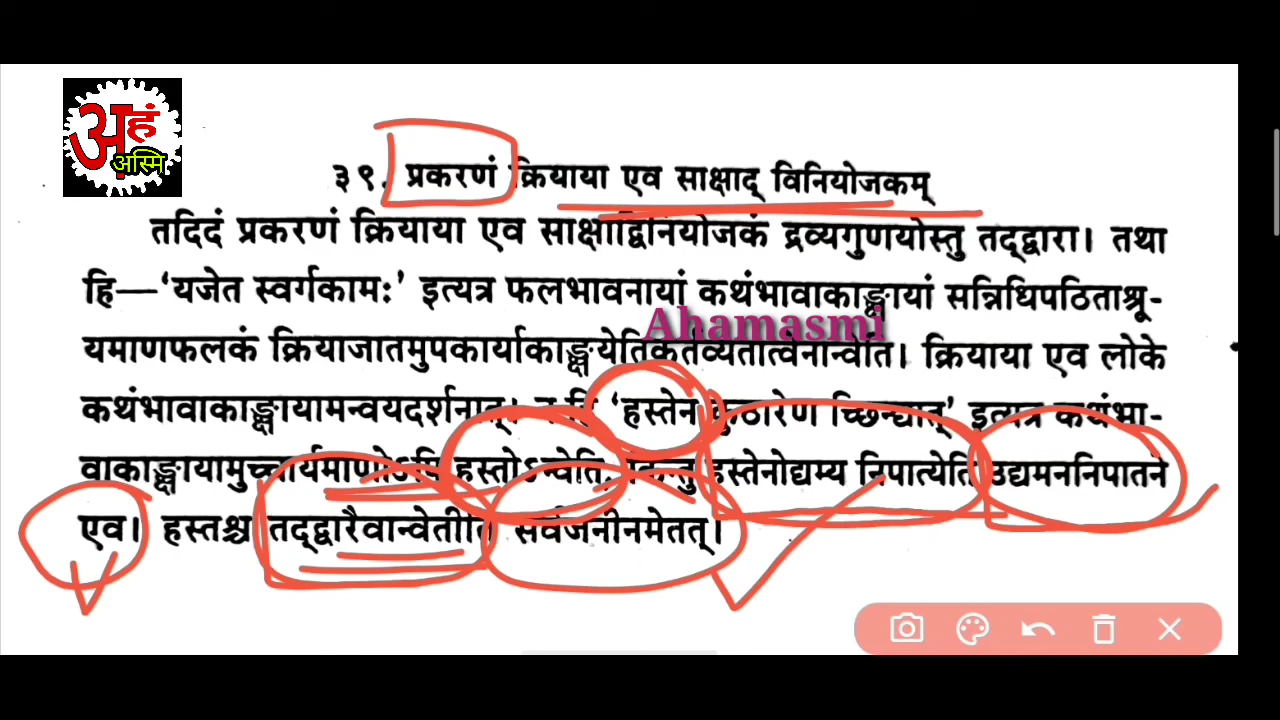 अहं
अस्मि
३९. प्रकरणं क्रियाया एव साक्षाद् विनियोजकम्
तदिदं प्रकरणं क्रियाया एव साक्षाद्विनियोजकं द्रव्यगुणयोस्तु तद्द्वारा। तथा
हि—‘यजेत स्वर्गकामः’ इत्यत्र फलभावनायां कथंभावाकाङ्क्षायां सन्निधिपठिताश्रू-
Ahamasmi
यमाणफलकं क्रियाजातमुपकार्याकाङ्क्षयेतिकर्तव्यतात्वेनान्वेति। क्रियाया एव लोके
कथंभावाकाङ्क्षायामन्वयदर्शनात्। न हि ‘हस्तेन कुठारेण च्छिन्द्यात्’ इत्यत्र कथंभा-
वाकाङ्क्षायामुच्चार्यमाणोऽपि हस्तोऽन्वेति, किन्तु हस्तेनोद्यम्य निपात्येति उद्यमननिपातने
एव। हस्तश्च तद्द्वारैवान्वेतीति सर्वजनीनमेतत्।